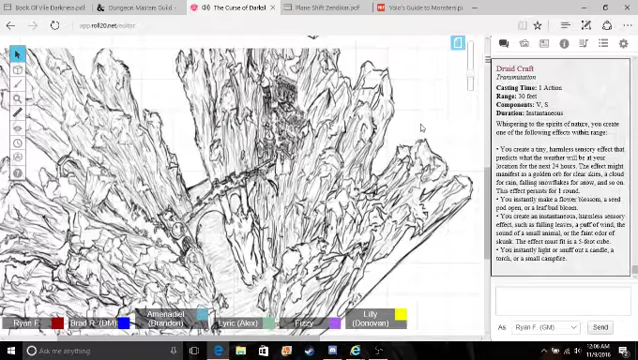 Book Of Vile Darkness.pdf
Dungeon Masters Guild
The Curse of Darksil
Plane Shift Zendikar.pdf
Volo's Guide to Monsters.p
app.roll20.net/editor
Druid Craft
Transmutation
Casting Time: 1 Action
Range: 30 feet
Components: V, S
Duration: Instantaneous
Whispering to the spirits of nature, you create
one of the following effects within range:
• You create a tiny, harmless sensory effect that
predicts what the weather will be at your
location for the next 24 hours. The effect might
manifest as a golden orb for clear skies, a cloud
for rain, falling snowflakes for snow, and so on.
This effect persists for 1 round.
• You instantly make a flower blossom, a seed
pod open, or a leaf bud bloom.
• You create an instantaneous, harmless sensory
effect, such as falling leaves, a puff of wind, the
sound of a small animal, or the faint odor of
skunk. The effect must fit in a 5-foot cube.
• You instantly light or snuff out a candle, a
torch, or a small campfire.
Ryan F.
Brad R. (DM)
Amenadiel
(Brandon)
Lyric (Alex)
Fizzy
Lilly
(Donovan)
As: Ryan F. (GM)
Send
Ask me anything
12:06 AM
11/9/2016